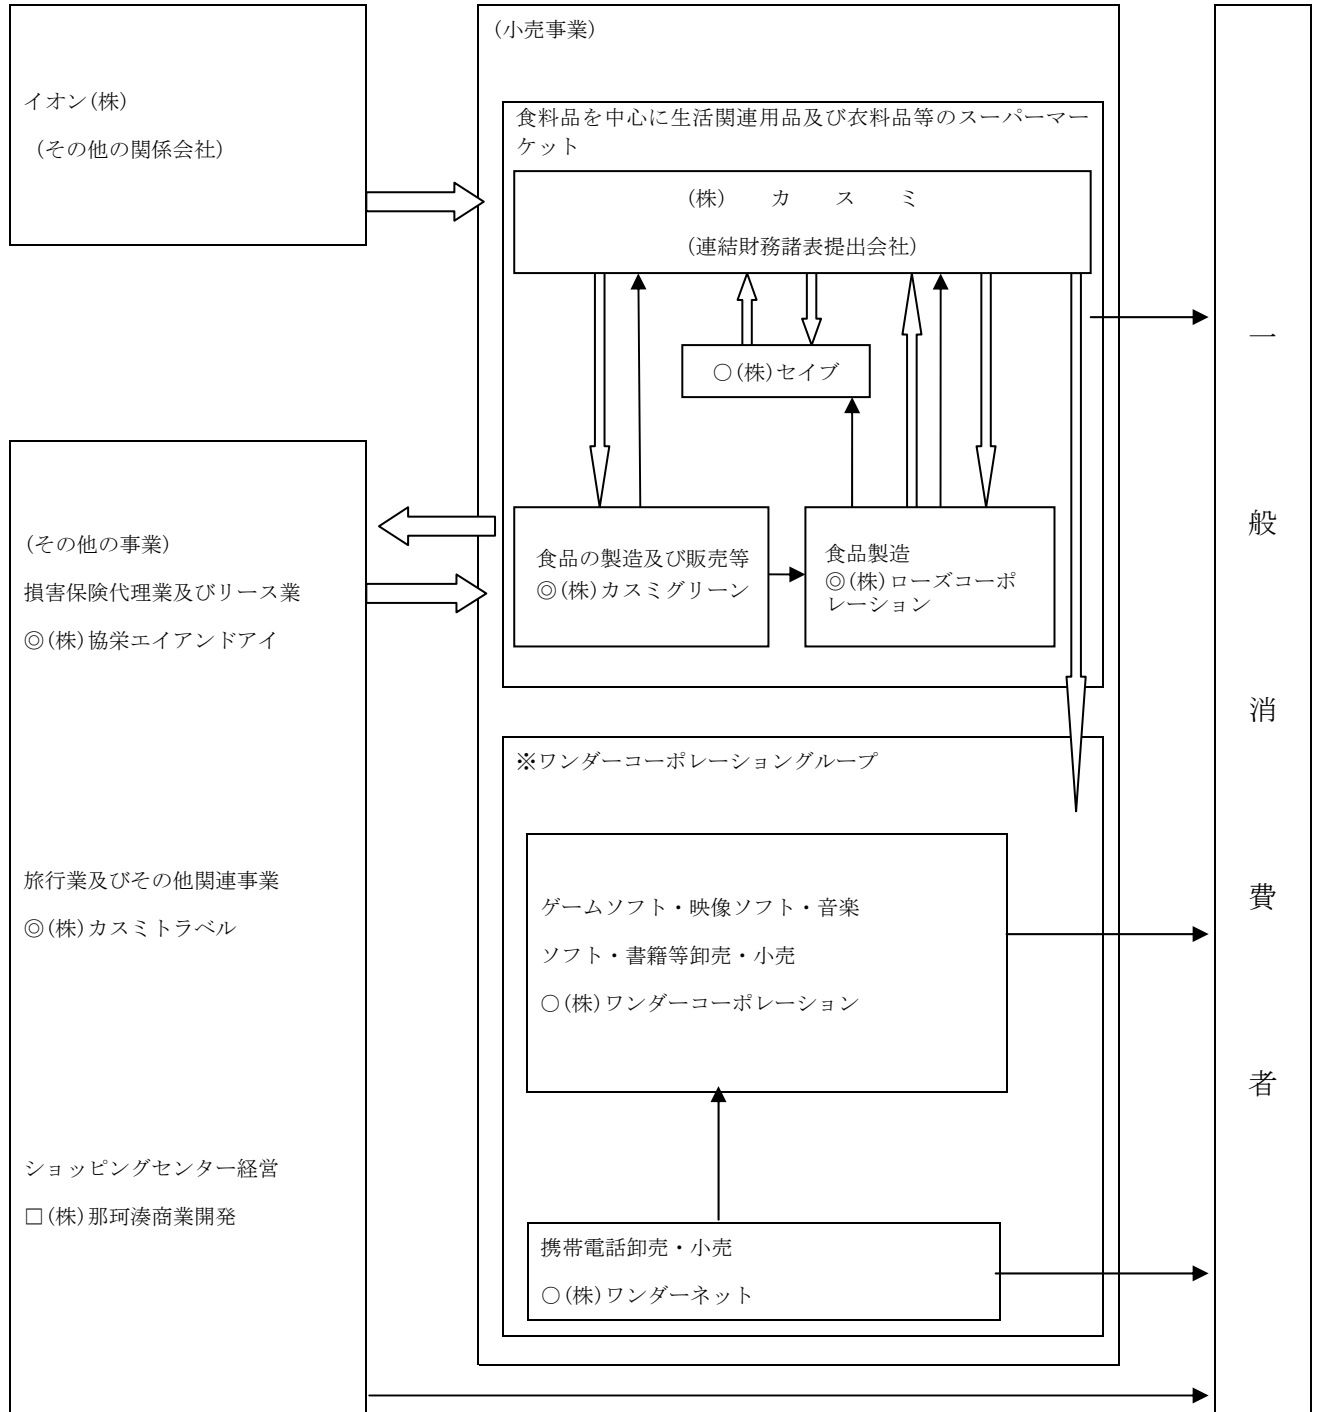 イオン(株)
(その他の関係会社)
(その他の事業)
損害保険代理業及びリース業
◎(株)協栄エイアンドアイ
旅行業及びその他関連事業
◎(株)カスミトラベル
ショッピングセンター経営
□(株)那珂湊商業開発
(小売事業)
食料品を中心に生活関連用品及び衣料品等のスーパーマー
ケット
(株) カ ス ミ
(連結財務諸表提出会社)
○(株)セイブ
食品の製造及び販売等
◎(株)カスミグリーン
食品製造
◎(株)ローズコーポ
レーション
※ワンダーコーポレーショングループ
ゲームソフト・映像ソフト・音楽
ソフト・書籍等卸売・小売
○(株)ワンダーコーポレーション
携帯電話卸売・小売
○(株)ワンダーネット
一
般
消
費
者